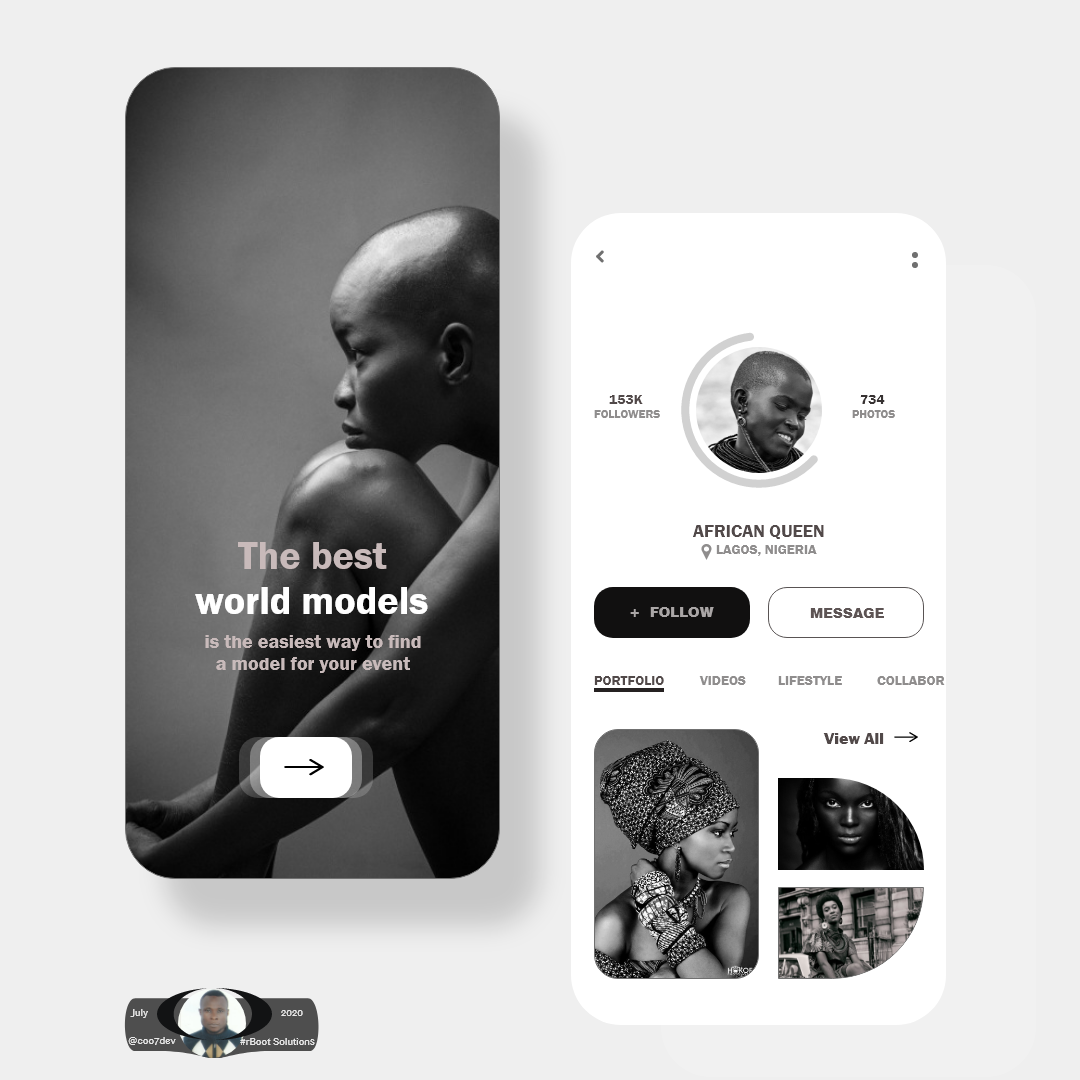 The best
world models
is the easiest way to find
a model for your event
153K
FOLLOWERS
734
PHOTOS
AFRICAN QUEEN
LAGOS, NIGERIA
+ FOLLOW
MESSAGE
PORTFOLIO
VIDEOS
LIFESTYLE
COLLABOR
View All
July
2020
@coo7dev
#rBoot Solutions